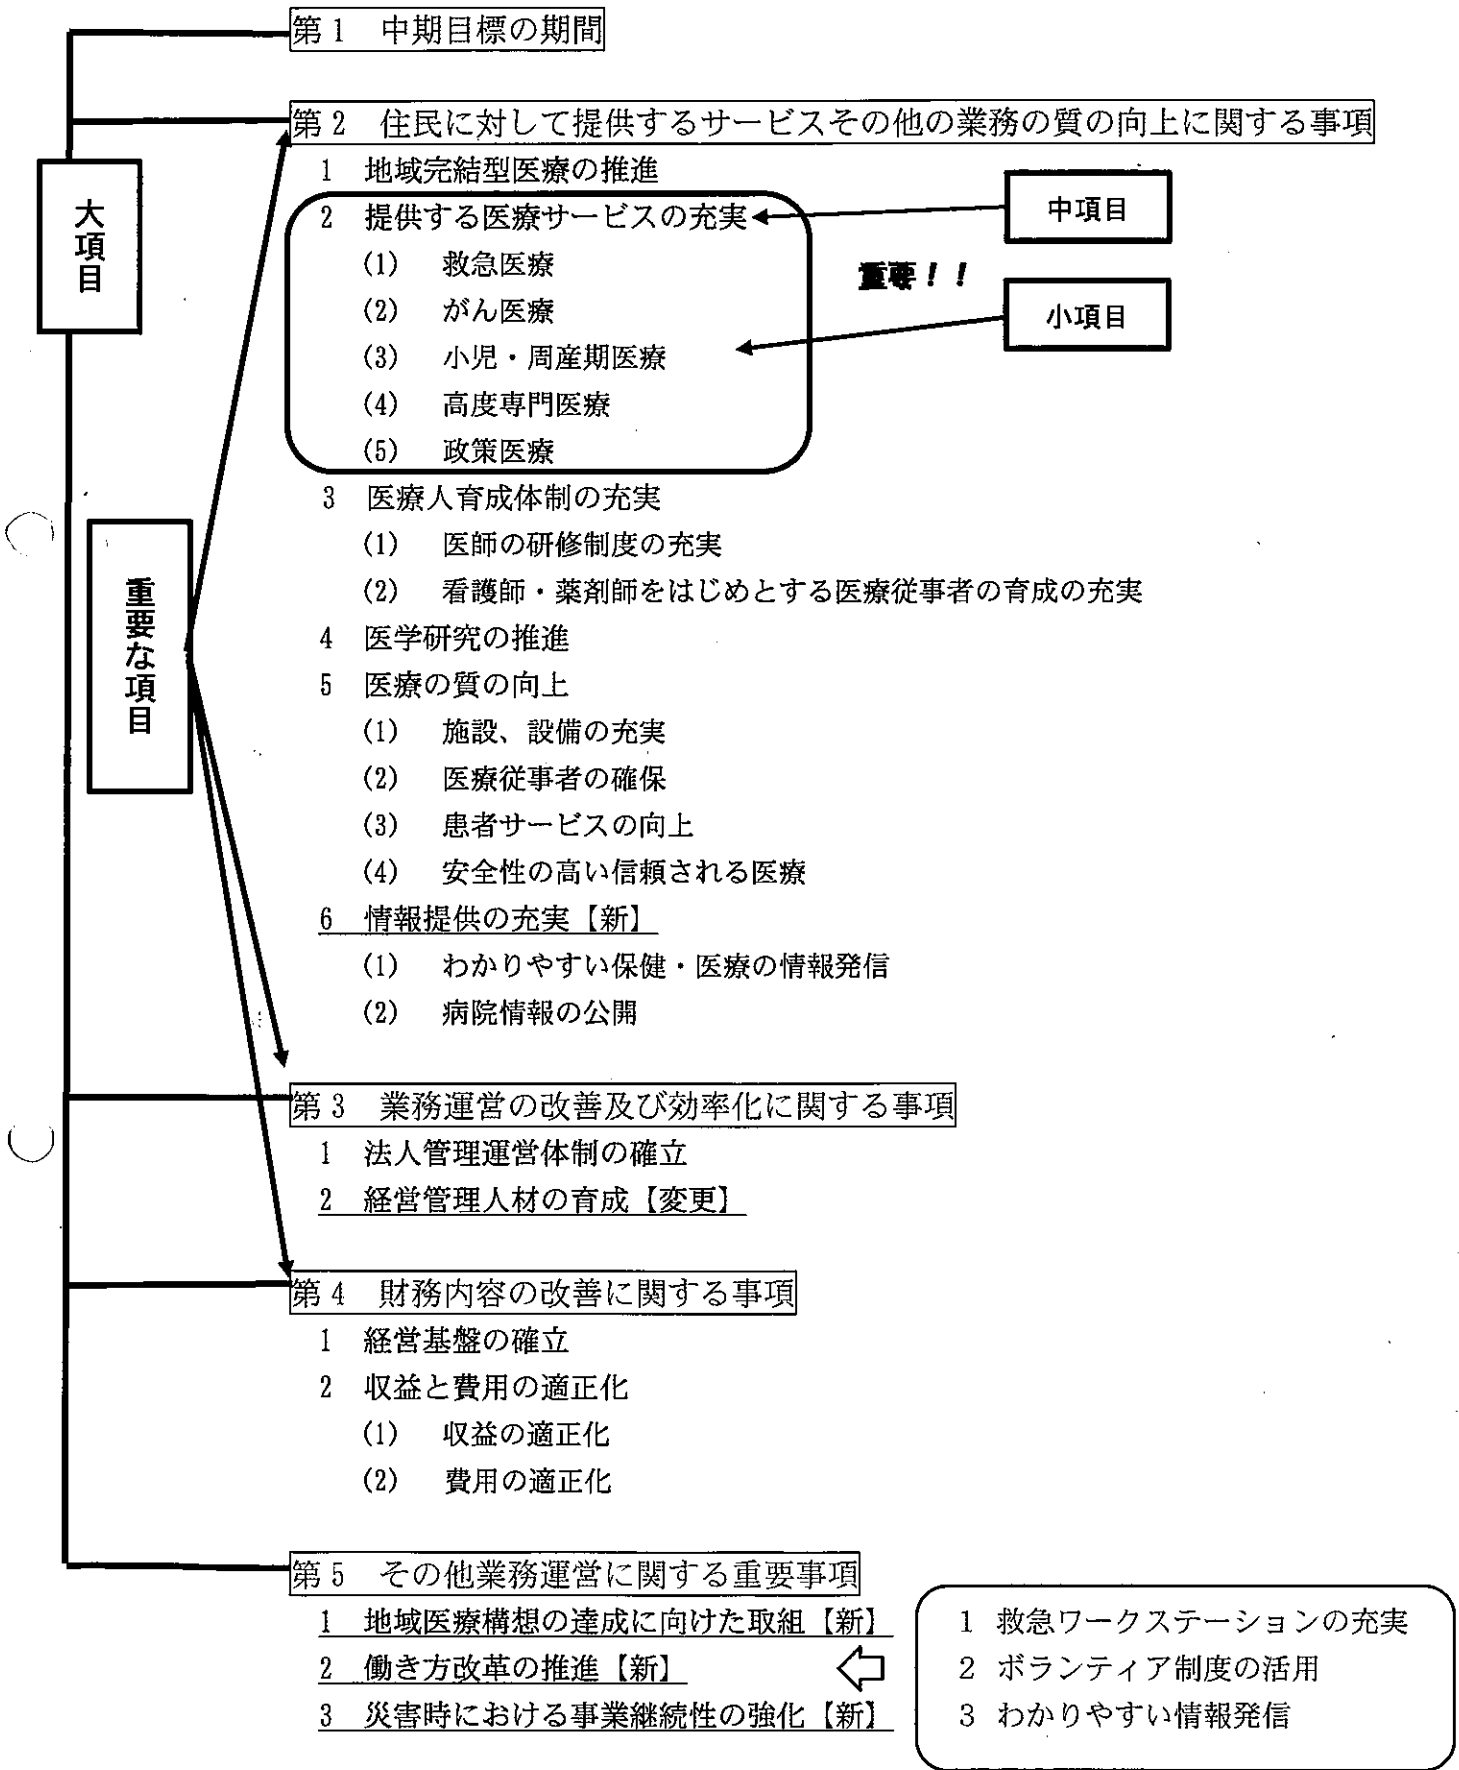 第1　中期目標の期間
第2　住民に対して提供するサービスその他の業務の質の向上に関する事項
大項目
1　地域完結型医療の推進
2　提供する医療サービスの充実
中項目
(1)　救急医療
重要！！
(2)　がん医療
小項目
(3)　小児・周産期医療
(4)　高度専門医療
(5)　政策医療
3　医療人育成体制の充実
(1)　医師の研修制度の充実
重要な項目
(2)　看護師・薬剤師をはじめとする医療従事者の育成の充実
4　医学研究の推進
5　医療の質の向上
(1)　施設、設備の充実
(2)　医療従事者の確保
(3)　患者サービスの向上
(4)　安全性の高い信頼される医療
6　情報提供の充実【新】
(1)　わかりやすい保健・医療の情報発信
(2)　病院情報の公開
第3　業務運営の改善及び効率化に関する事項
1　法人管理運営体制の確立
2　経営管理人材の育成【変更】
第4　財務内容の改善に関する事項
1　経営基盤の確立
2　収益と費用の適正化
(1)　収益の適正化
(2)　費用の適正化
第5　その他業務運営に関する重要事項
1　地域医療構想の達成に向けた取組【新】
2　働き方改革の推進【新】
3　災害時における事業継続性の強化【新】
1　救急ワークステーションの充実
2　ボランティア制度の活用
3　わかりやすい情報発信